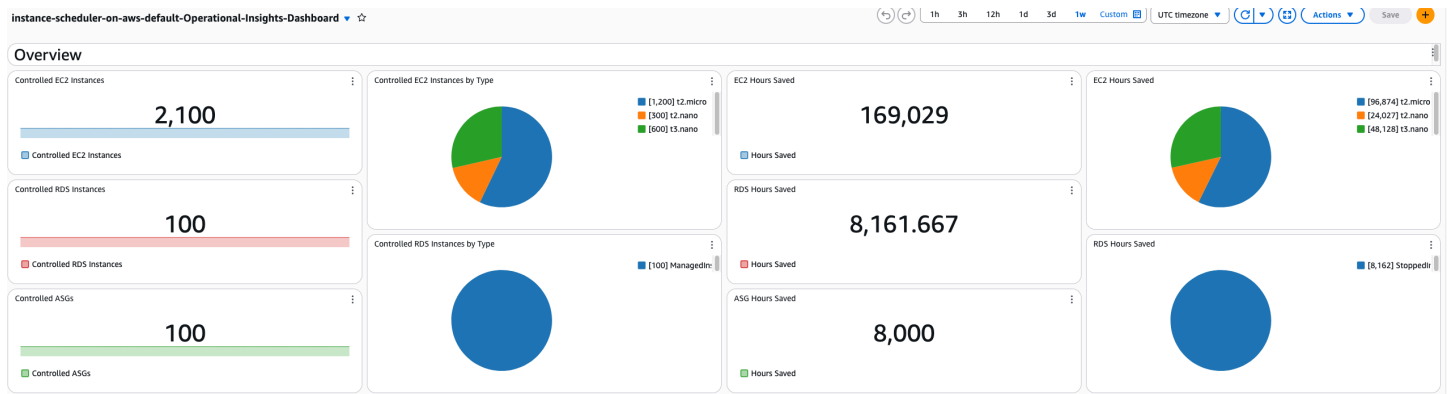 instance-scheduler-on-aws-default-Operational-Insights-Dashboard
1h 3h 12h 1d 3d 1w Custom UTC timezone Actions Save +
Overview
Controlled EC2 Instances
2,100
Controlled EC2 Instances
Controlled EC2 Instances by Type
[1,200] t2.micro
[300] t2.nano
[600] t3.nano
EC2 Hours Saved
169,029
Hours Saved
EC2 Hours Saved
[96,874] t2.micro
[24,027] t2.nano
[48,128] t3.nano
Controlled RDS Instances
100
Controlled RDS Instances
Controlled RDS Instances by Type
[100] ManagedIn
RDS Hours Saved
8,161.667
Hours Saved
RDS Hours Saved
[8,162] StoppedI
Controlled ASGs
100
Controlled ASGs
ASG Hours Saved
8,000
Hours Saved